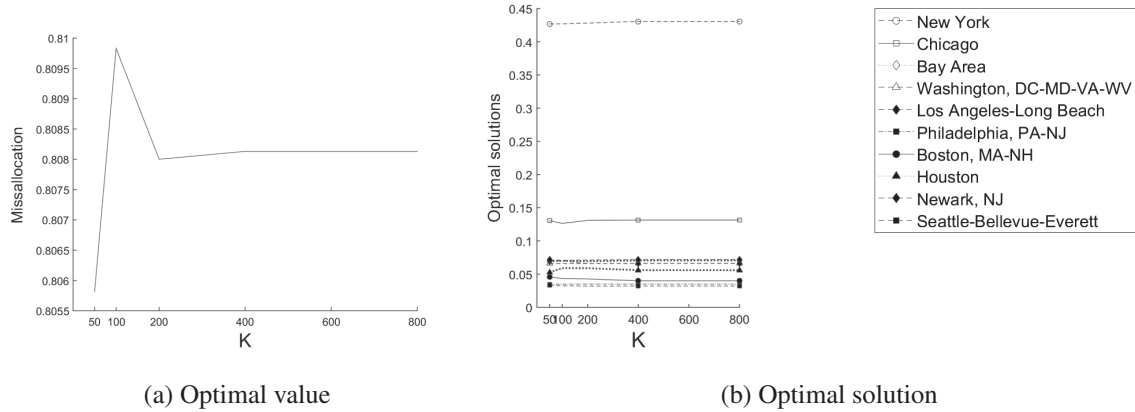 0.81
0.8095
0.809
0.8085
0.808
0.8075
0.807
0.8065
0.806
0.8055
Missallocation
50 100 200 400 600 800
K
(a) Optimal value
0.45
0.4
0.35
0.3
0.25
0.2
0.15
0.1
0.05
0
Optimal solutions
50 100 200 400 600 800
K
(b) Optimal solution
New York
Chicago
Bay Area
Washington, DC-MD-VA-WV
Los Angeles-Long Beach
Philadelphia, PA-NJ
Boston, MA-NH
Houston
Newark, NJ
Seattle-Bellevue-Everett